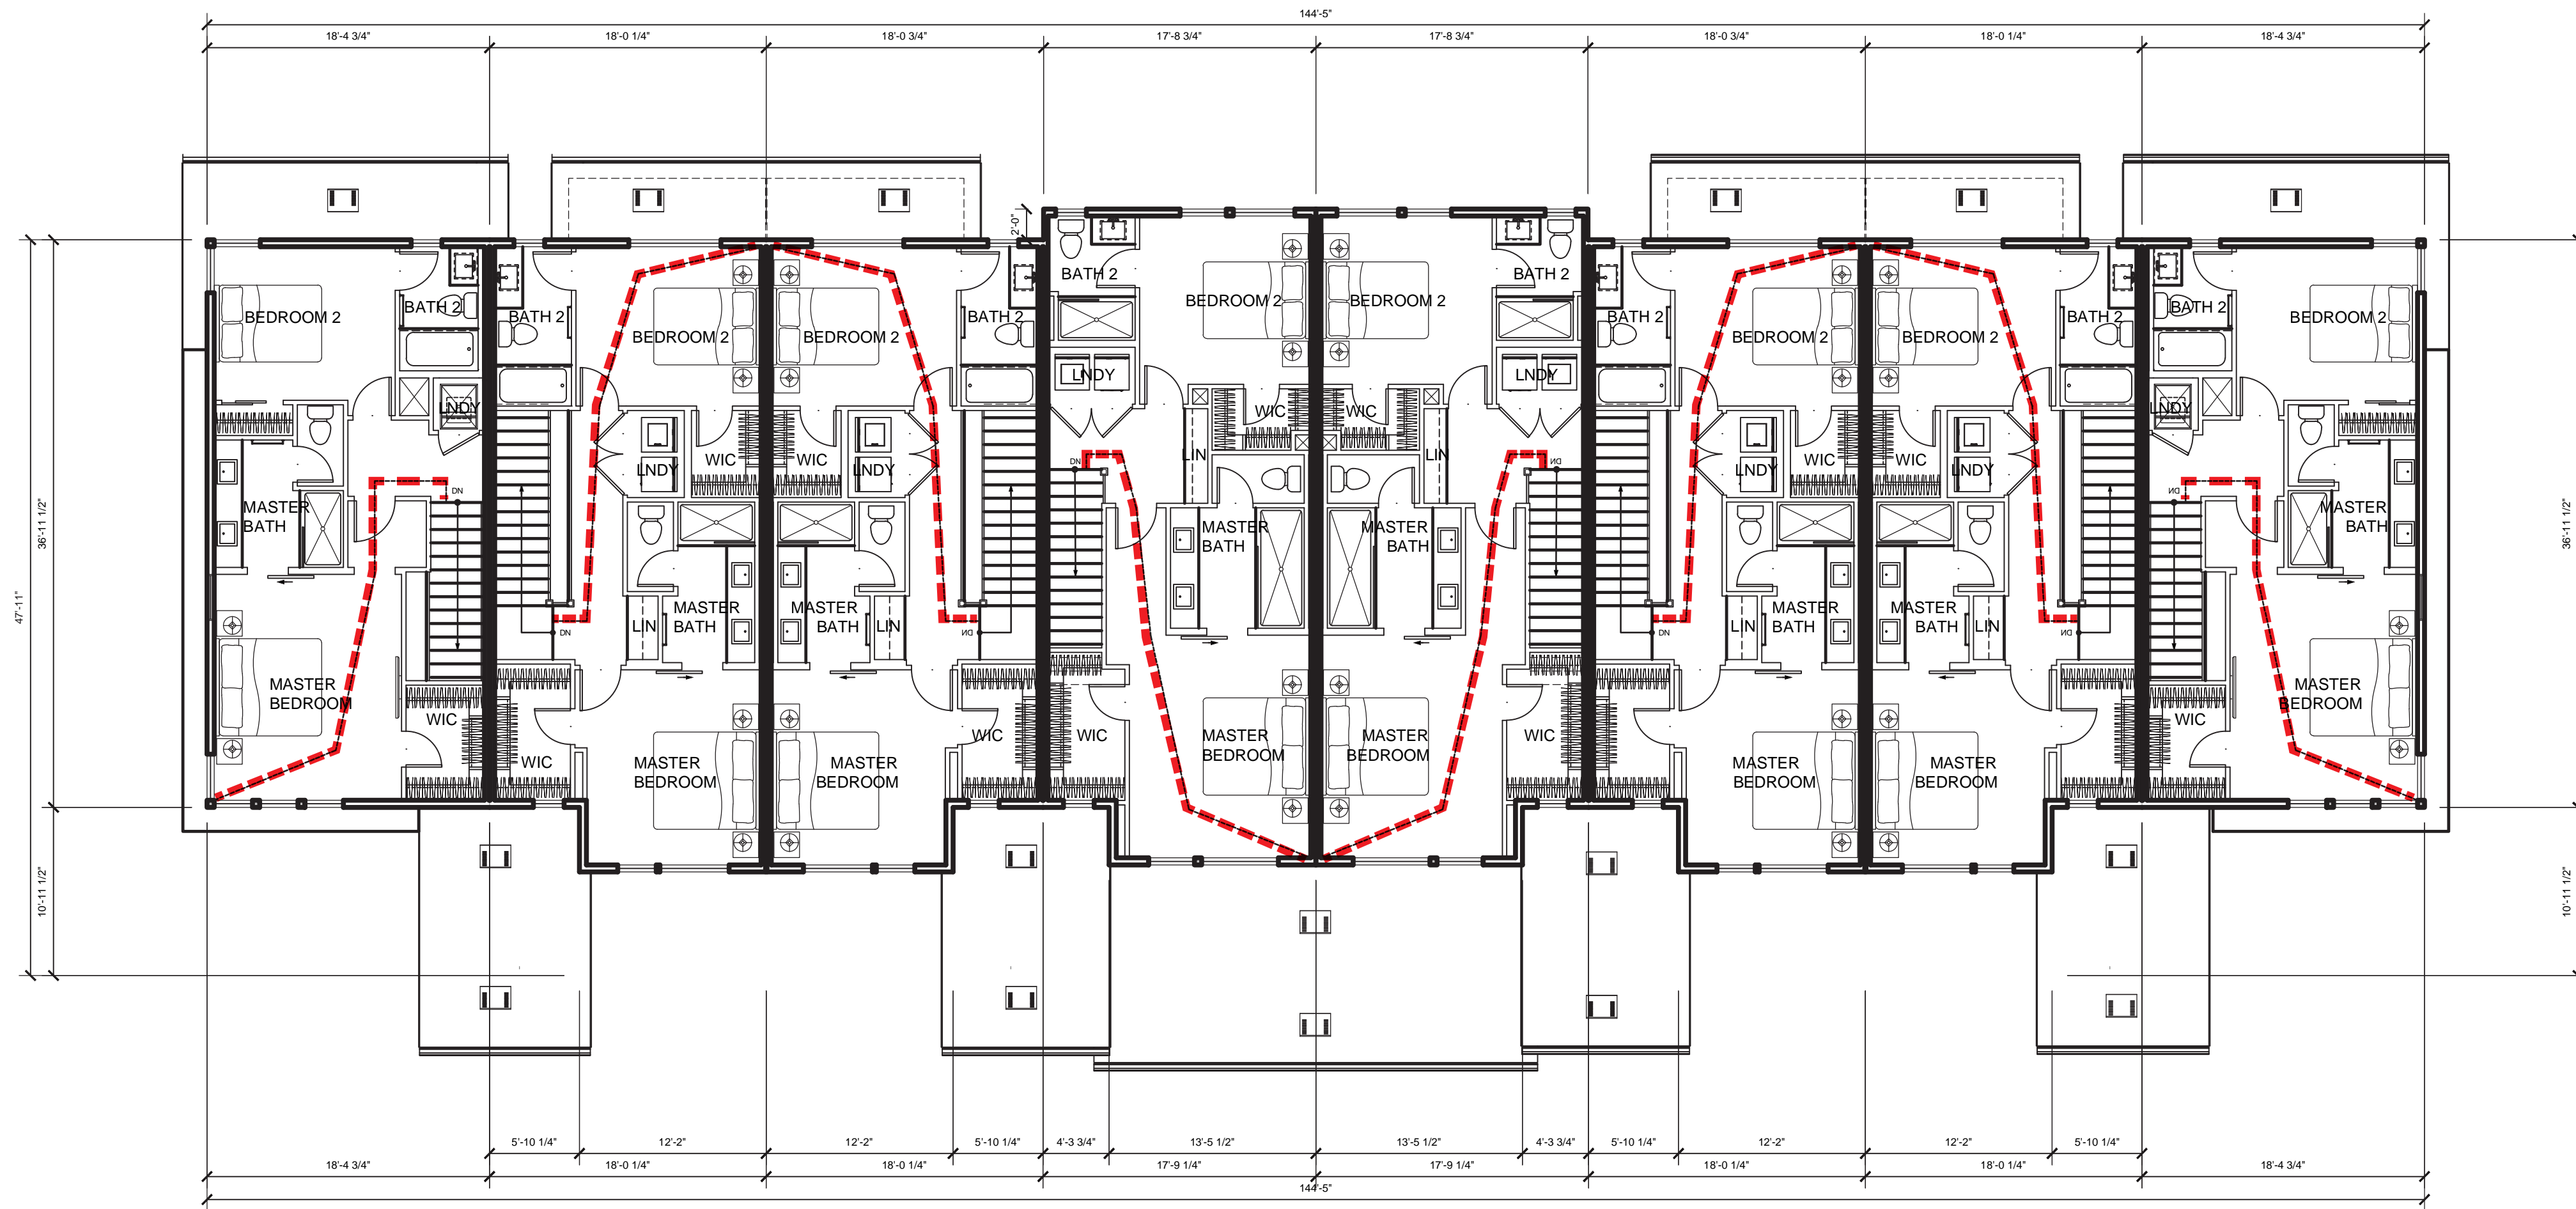 144'-5"
18'-4 3/4" 18'-0 1/4" 18'-0 3/4" 17'-8 3/4" 17'-8 3/4" 18'-0 3/4" 18'-0 1/4" 18'-4 3/4"
2'-0"
BATH 2 BATH 2
BEDROOM 2 BEDROOM 2
BATH 2 BATH 2
BEDROOM 2 BATH 2 BATH 2 BATH 2 BATH 2 BEDROOM 2
BEDROOM 2 BEDROOM 2 BEDROOM 2 BEDROOM 2
LNDY LNDY
LNDY LNDY
WIC WIC
LIN LIN
WIC WIC WIC WIC
LNDY LNDY LNDY LNDY
DN DN
DN DN
MASTER MASTER
BATH BATH
MASTER MASTER
BATH BATH
36'-11 1/2" 36'-11 1/2"
47'-11"
MASTER MASTER MASTER MASTER
LIN BATH BATH LIN LIN BATH BATH LIN
DN DN DN DN
MASTER MASTER
BEDROOM BEDROOM
WIC WIC
WIC WIC WIC WIC
MASTER MASTER
BEDROOM BEDROOM
WIC
MASTER MASTER MASTER MASTER
BEDROOM BEDROOM BEDROOM BEDROOM
10'-11 1/2" 10'-11 1/2"
5'-10 1/4" 12'-2" 12'-2" 5'-10 1/4" 4'-3 3/4" 13'-5 1/2" 13'-5 1/2" 4'-3 3/4" 5'-10 1/4" 12'-2" 12'-2" 5'-10 1/4"
18'-4 3/4" 18'-0 1/4" 18'-0 1/4" 17'-9 1/4" 17'-9 1/4" 18'-0 1/4" 18'-0 1/4" 18'-4 3/4"
144'-5"